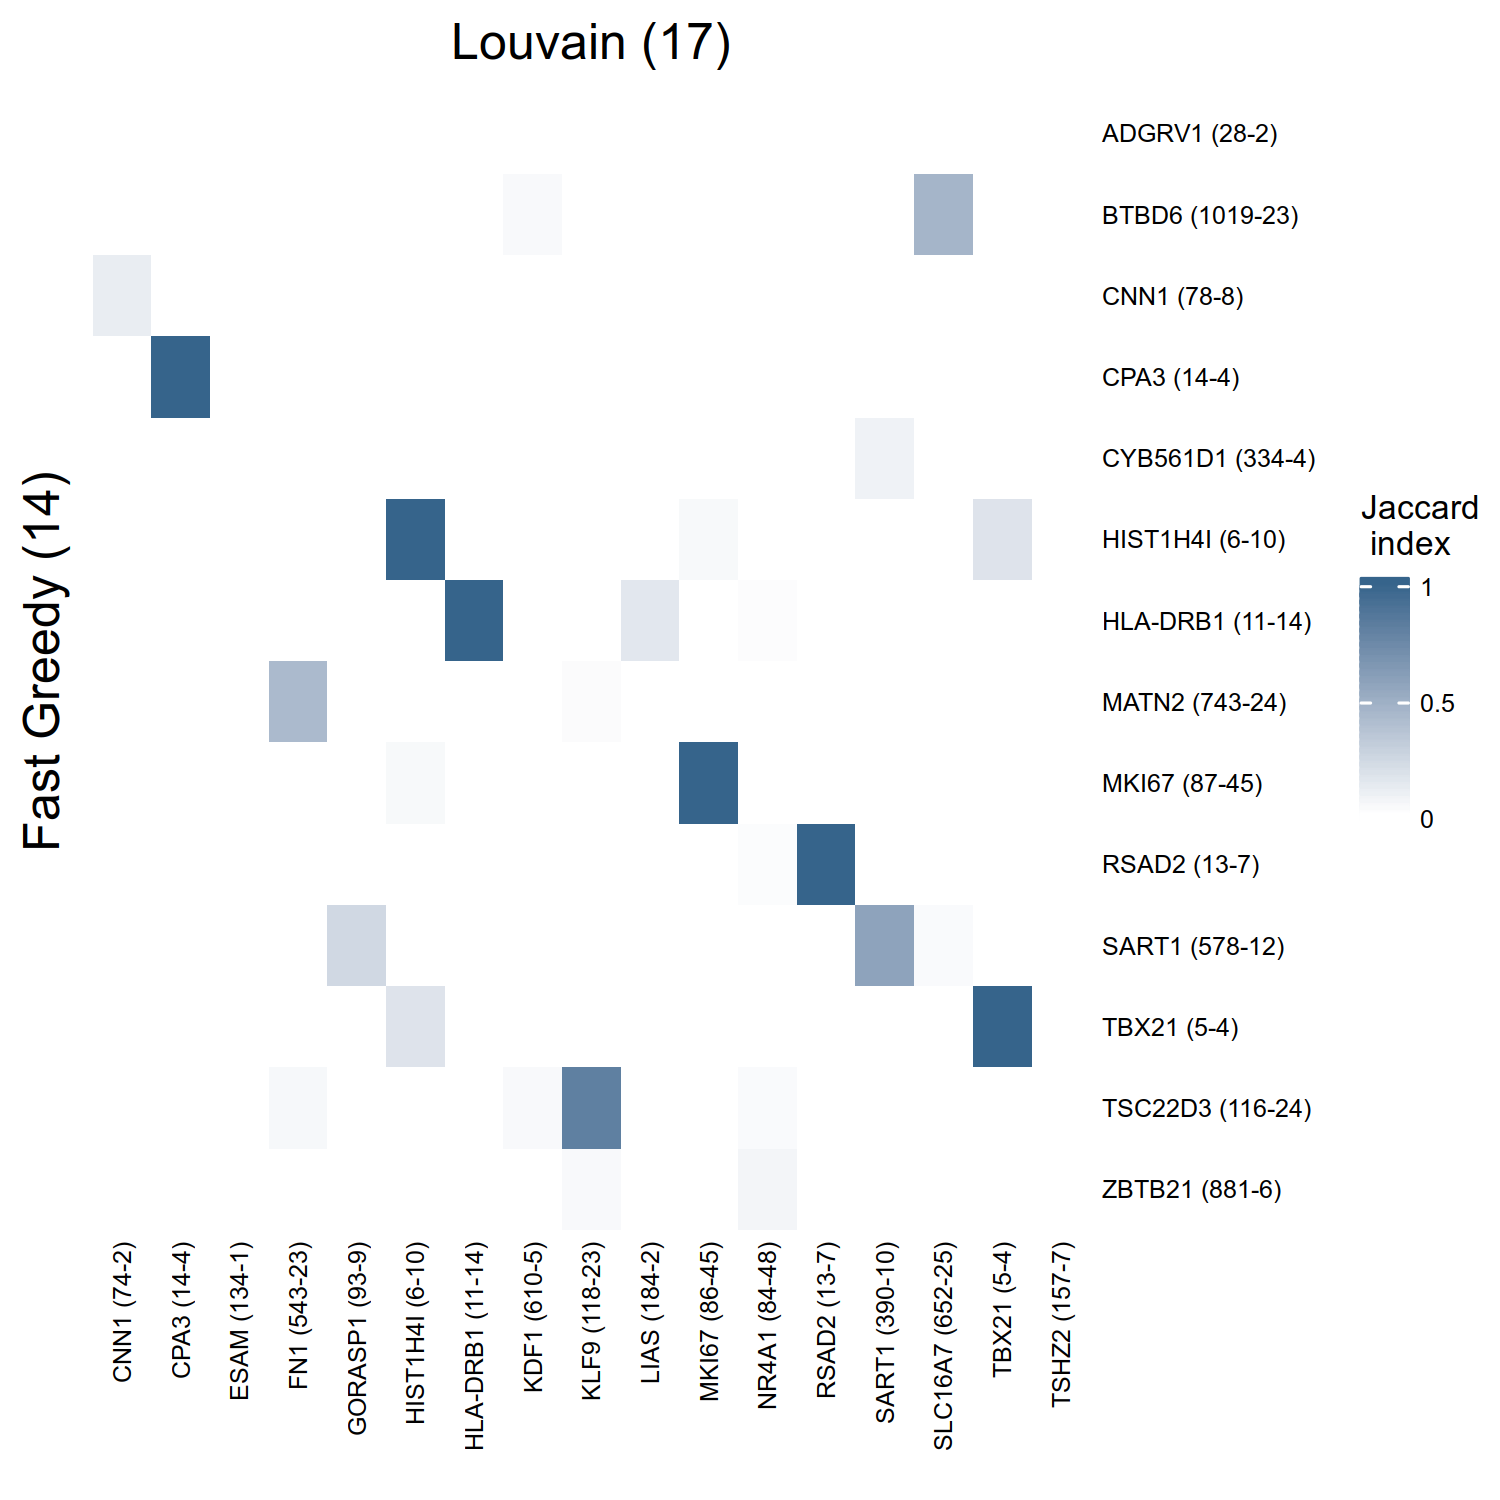 Louvain (17)
Fast Greedy (14)
ADGRV1 (28-2)
BTBD6 (1019-23)
CNN1 (78-8)
CPA3 (14-4)
CYB561D1 (334-4)
HIST1H4I (6-10)
HLA-DRB1 (11-14)
MATN2 (743-24)
MKI67 (87-45)
RSAD2 (13-7)
SART1 (578-12)
TBX21 (5-4)
TSC22D3 (116-24)
ZBTB21 (881-6)
Jaccard
index
1
0.5
0
CNN1 (74-2)
CPA3 (14-4)
ESAM (134-1)
FN1 (543-23)
GORASP1 (93-9)
HIST1H4I (6-10)
HLA-DRB1 (11-14)
KDF1 (610-5)
KLF9 (118-23)
LIAS (184-2)
MKI67 (86-45)
NR4A1 (84-48)
RSAD2 (13-7)
SART1 (390-10)
SLC16A7 (652-25)
TBX21 (5-4)
TSHZ2 (157-7)